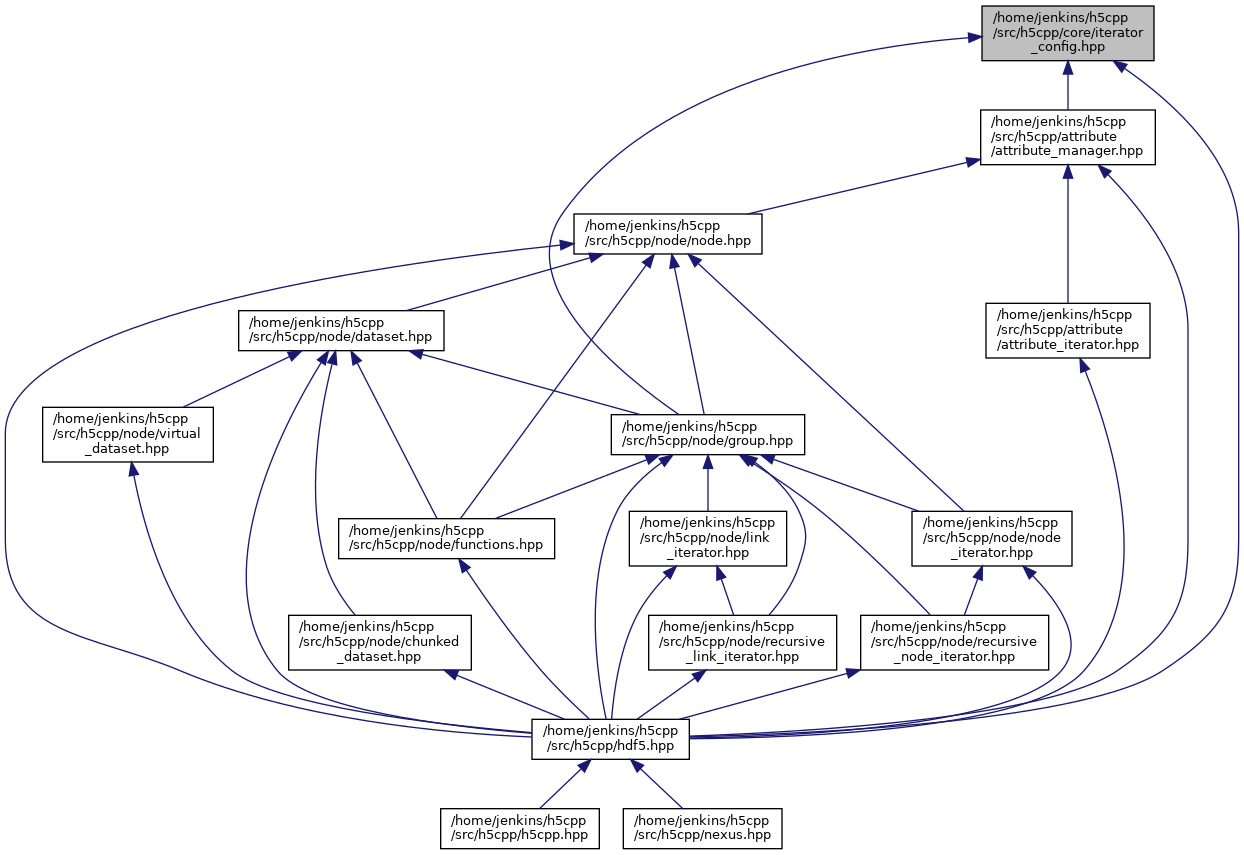 /home/jenkins/h5cpp
/src/h5cpp/core/iterator
_config.hpp
/home/jenkins/h5cpp
/src/h5cpp/attribute
/attribute_manager.hpp
/home/jenkins/h5cpp
/src/h5cpp/node/node.hpp
/home/jenkins/h5cpp
/src/h5cpp/attribute
/attribute_iterator.hpp
/home/jenkins/h5cpp
/src/h5cpp/node/dataset.hpp
/home/jenkins/h5cpp
/src/h5cpp/node/virtual
_dataset.hpp
/home/jenkins/h5cpp
/src/h5cpp/node/group.hpp
/home/jenkins/h5cpp
/src/h5cpp/node/functions.hpp
/home/jenkins/h5cpp
/src/h5cpp/node/link
_iterator.hpp
/home/jenkins/h5cpp
/src/h5cpp/node/node
_iterator.hpp
/home/jenkins/h5cpp
/src/h5cpp/node/chunked
_dataset.hpp
/home/jenkins/h5cpp
/src/h5cpp/node/recursive
_link_iterator.hpp
/home/jenkins/h5cpp
/src/h5cpp/node/recursive
_node_iterator.hpp
/home/jenkins/h5cpp
/src/h5cpp/hdf5.hpp
/home/jenkins/h5cpp
/src/h5cpp/h5cpp.hpp
/home/jenkins/h5cpp
/src/h5cpp/nexus.hpp